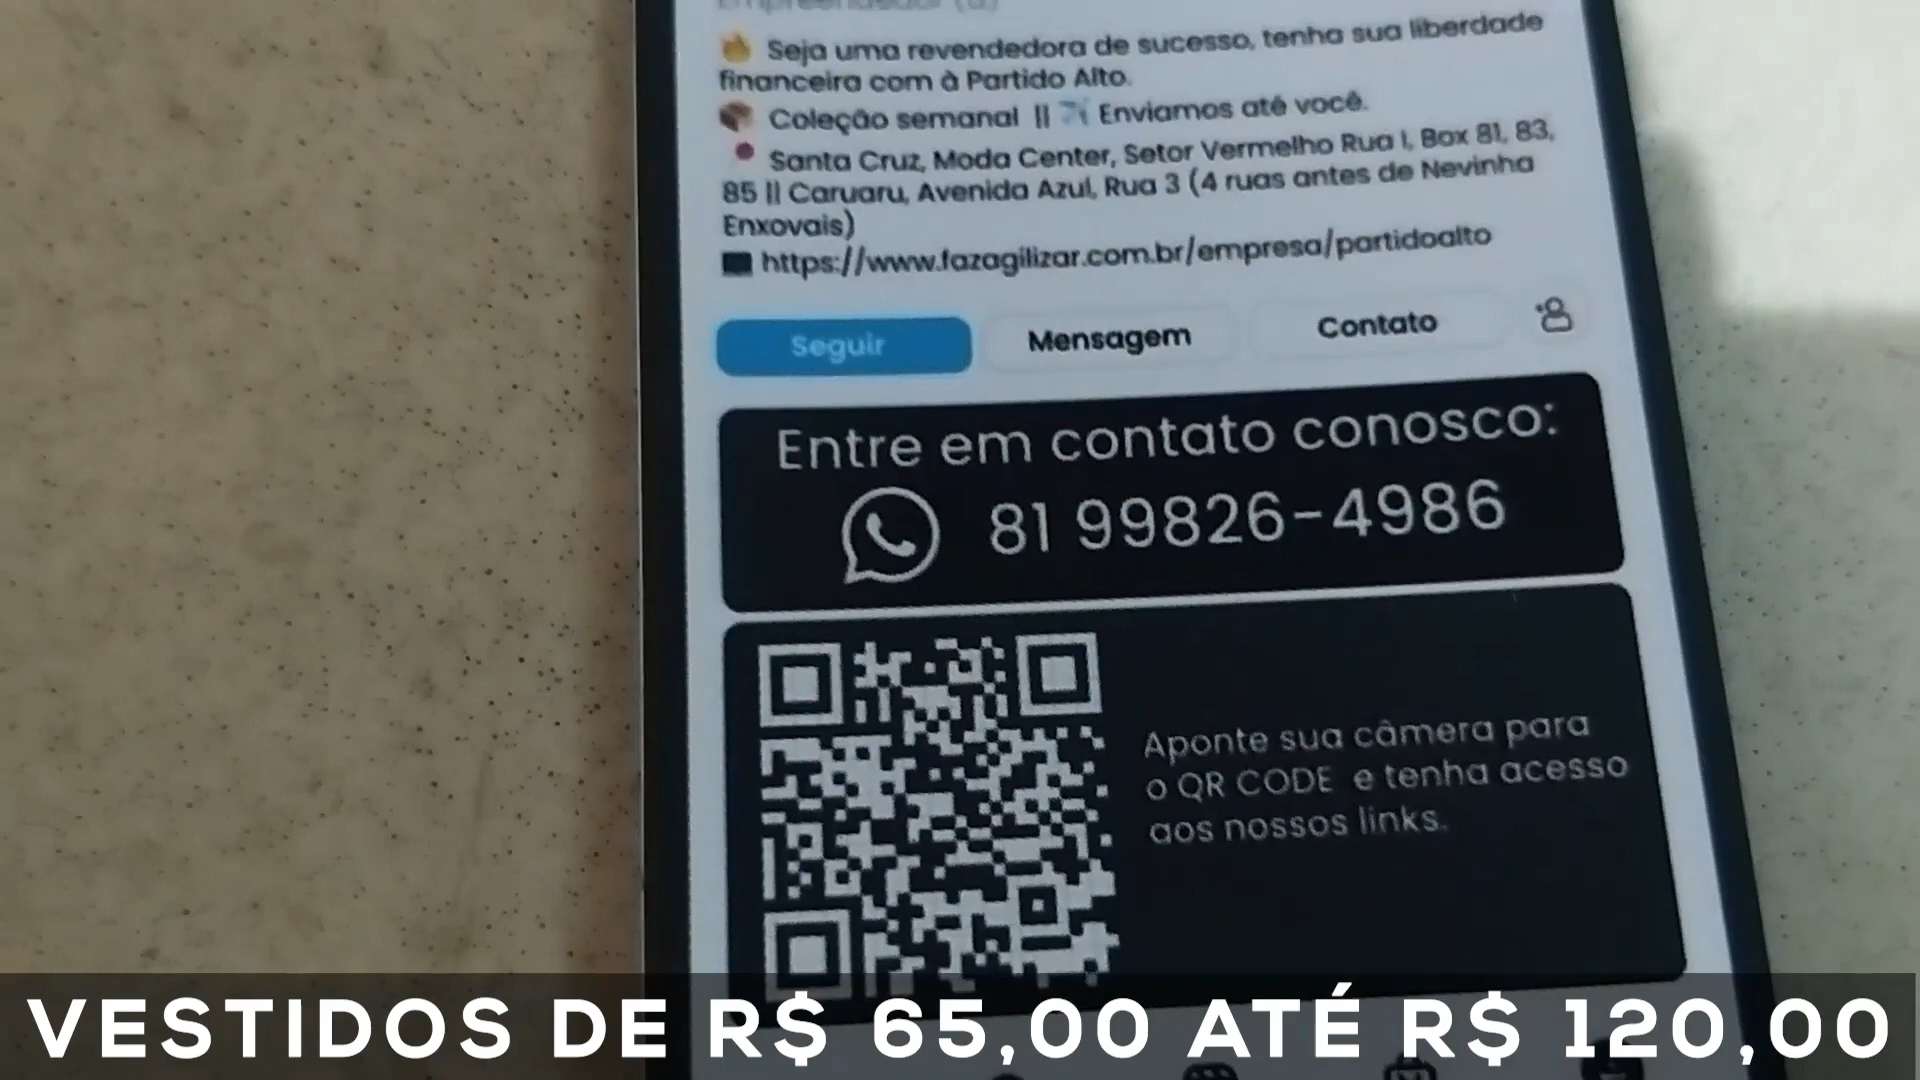 Empreendedor (a)
Seja uma revendedora de sucesso, tenha sua liberdade
financeira com à Partido Alto.
Coleção semanal || Enviamos até você.
Santa Cruz, Moda Center, Setor Vermelho Rua I, Box 81, 83,
85 || Caruaru, Avenida Azul, Rua 3 (4 ruas antes de Nevinha
Enxovais)
https://www.fazagilizar.com.br/empresa/partidoalto
Seguir Mensagem Contato
Entre em contato conosco:
81 99826-4986
Aponte sua câmera para
o QR CODE e tenha acesso
aos nossos links.
VESTIDOS DE R$ 65,00 ATÉ R$ 120,00